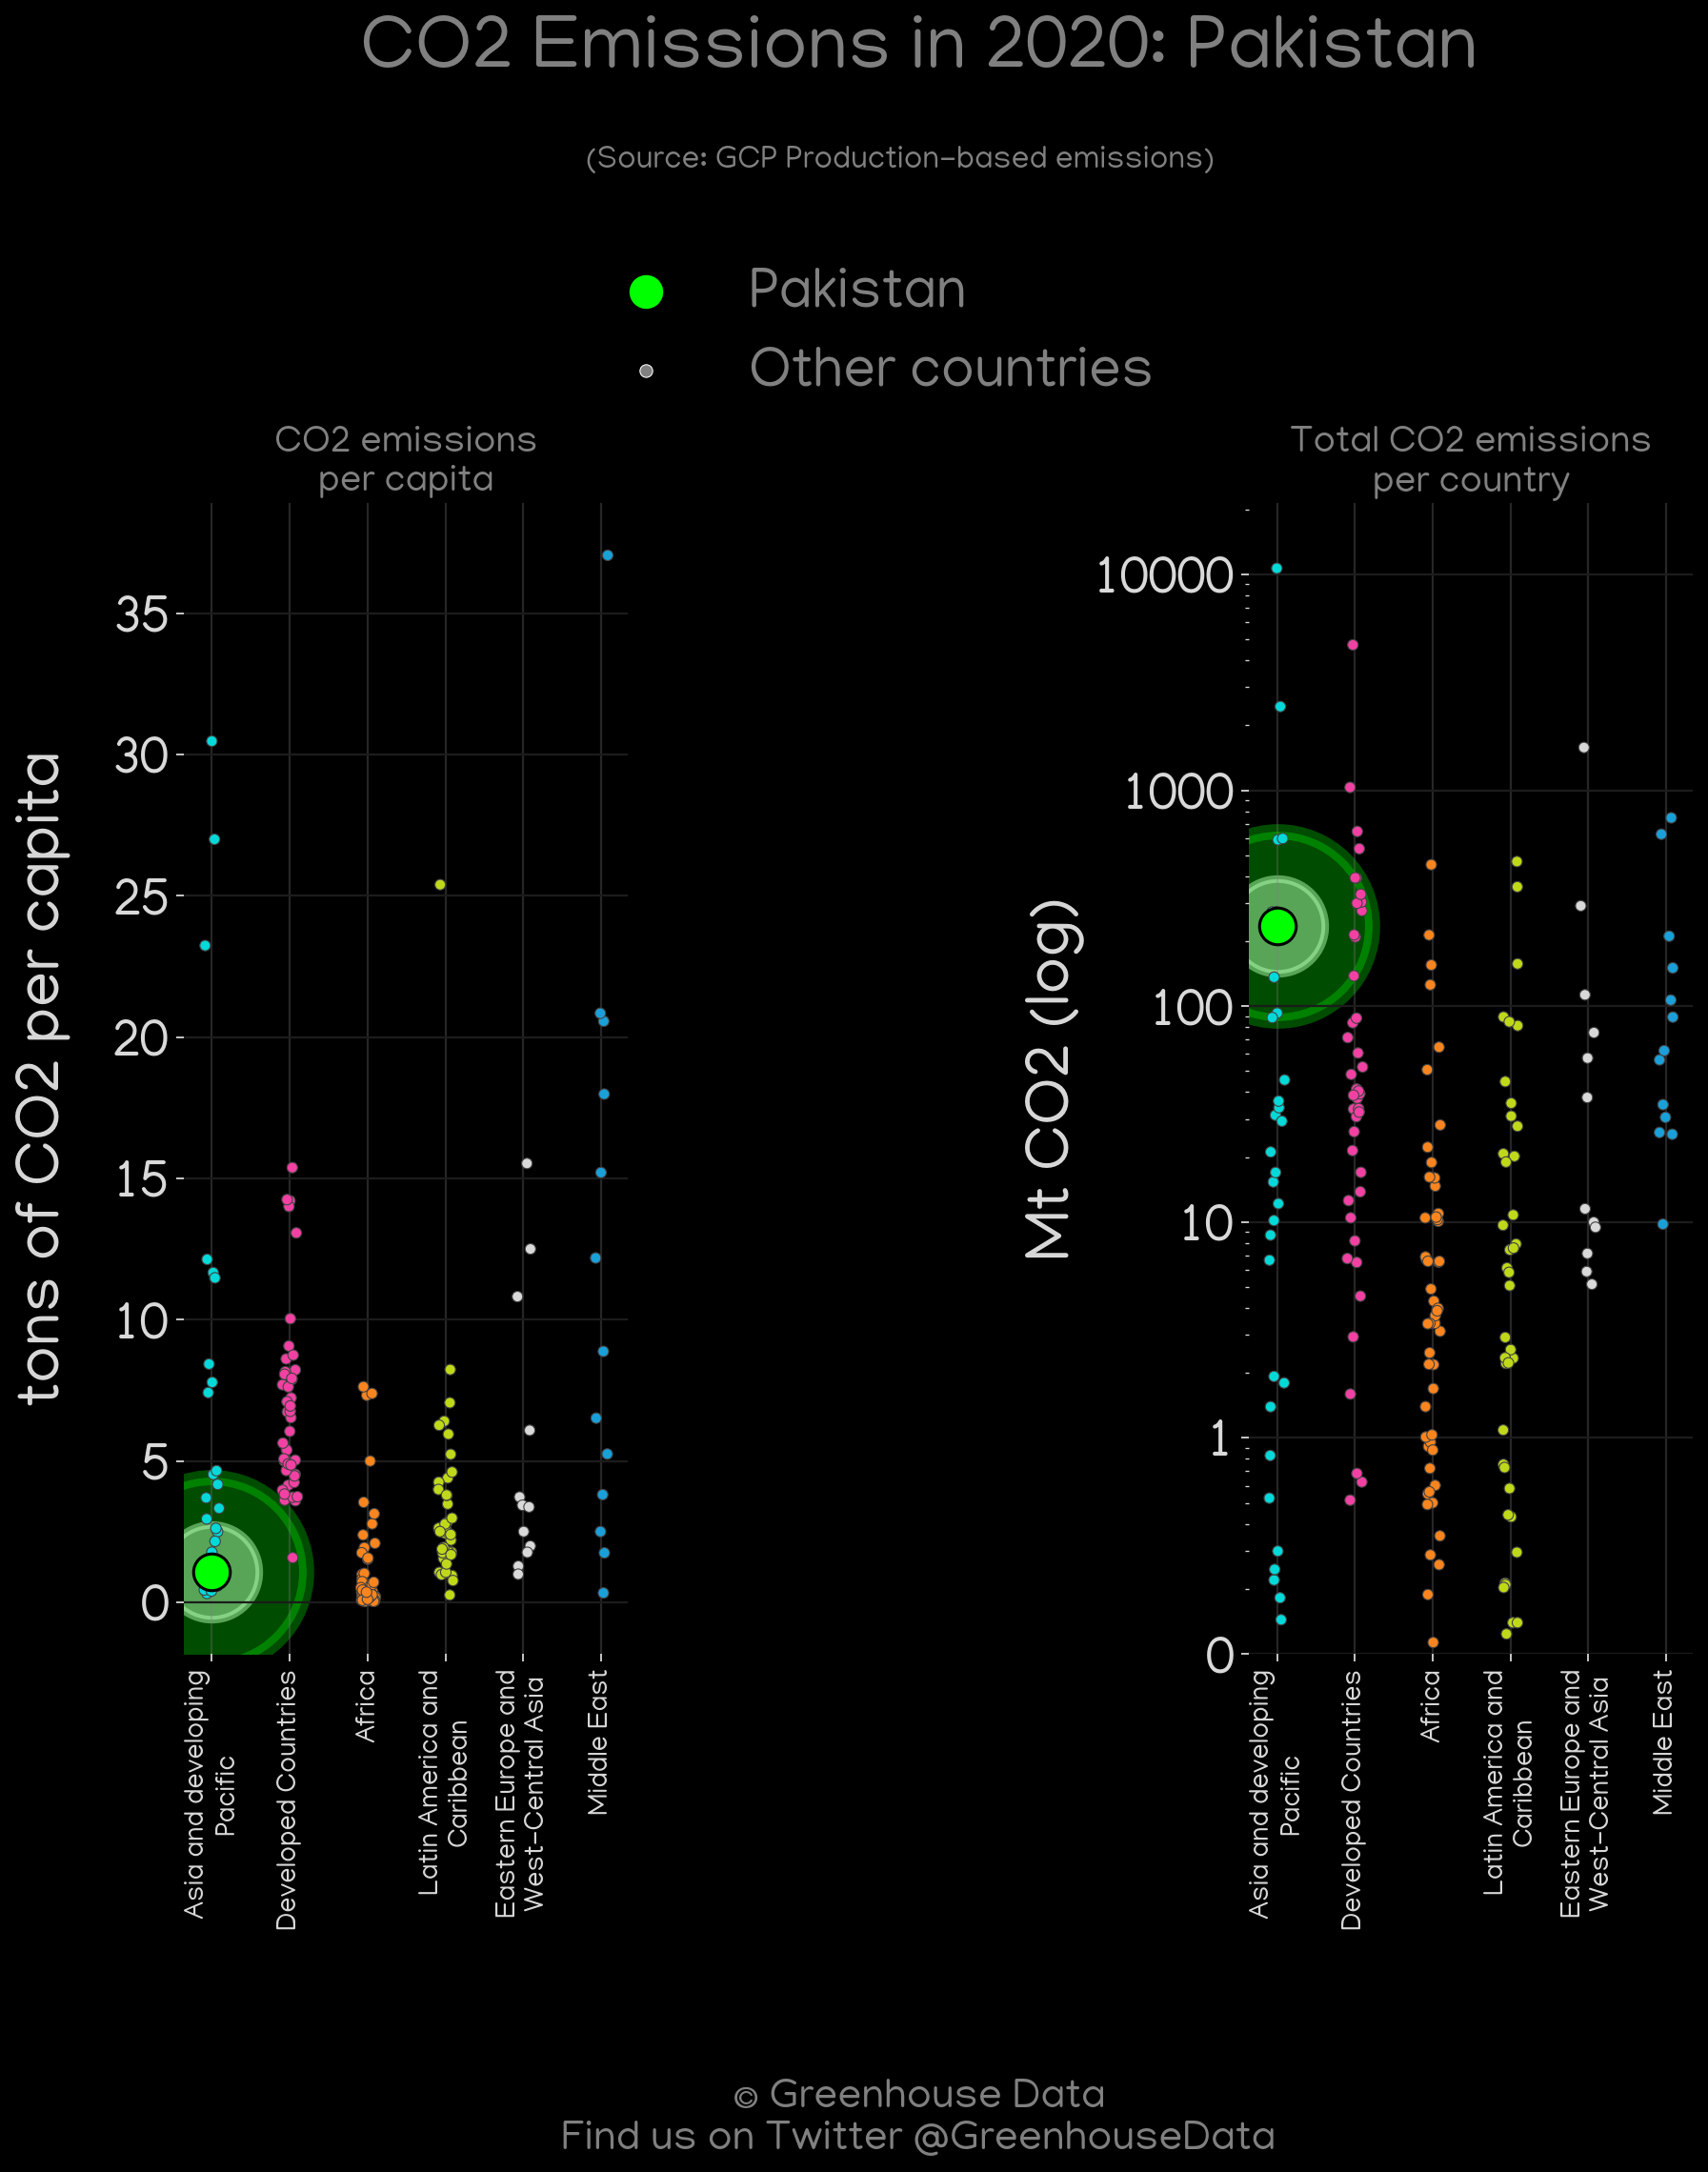 CO2 Emissions in 2020: Pakistan
(Source: GCP Production-based emissions)
Pakistan
Other countries
CO2 emissions
per capita
tons of CO2 per capita
35
30
25
20
15
10
5
0
Asia and developing
Pacific
Developed Countries
Africa
Latin America and
Caribbean
Eastern Europe and
West-Central Asia
Middle East
Total CO2 emissions
per country
Mt CO2 (log)
10000
1000
100
10
1
0
Asia and developing
Pacific
Developed Countries
Africa
Latin America and
Caribbean
Eastern Europe and
West-Central Asia
Middle East
© Greenhouse Data
Find us on Twitter @GreenhouseData